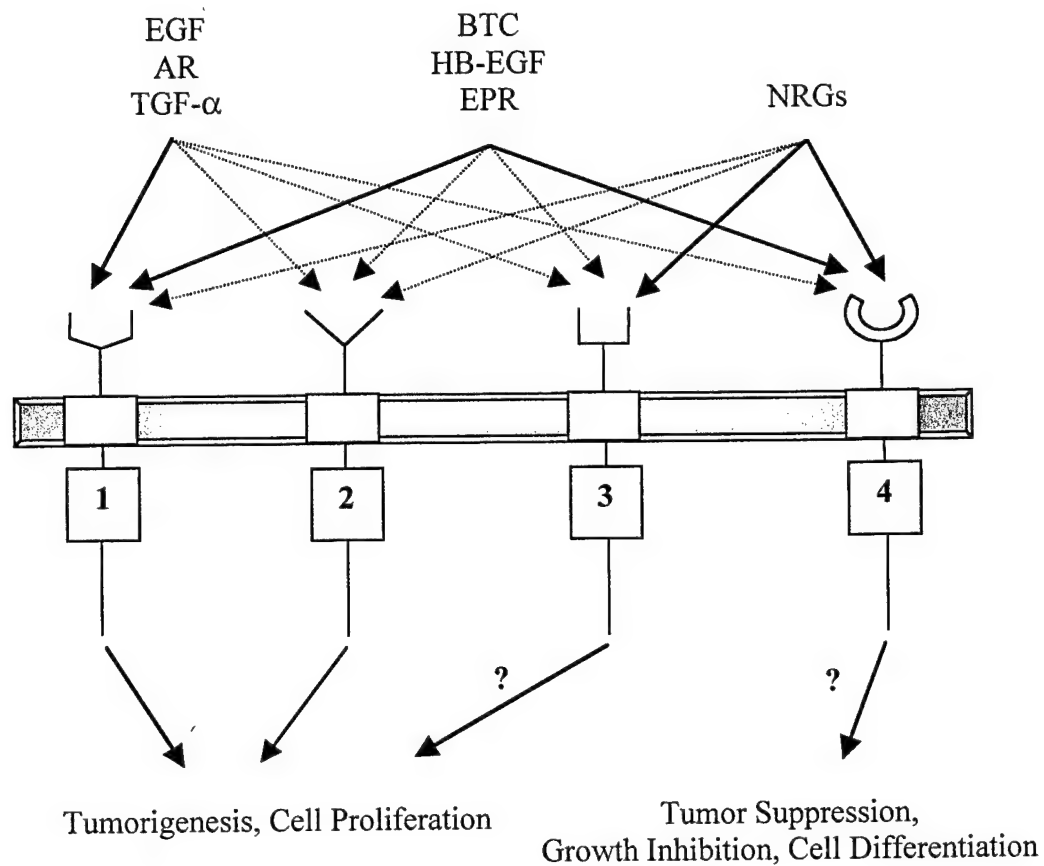 EGF
AR
TGF-α
BTC
HB-EGF
EPR
NRGs
1
2
3
4
?
?
Tumorigenesis, Cell Proliferation
Tumor Suppression,
Growth Inhibition, Cell Differentiation